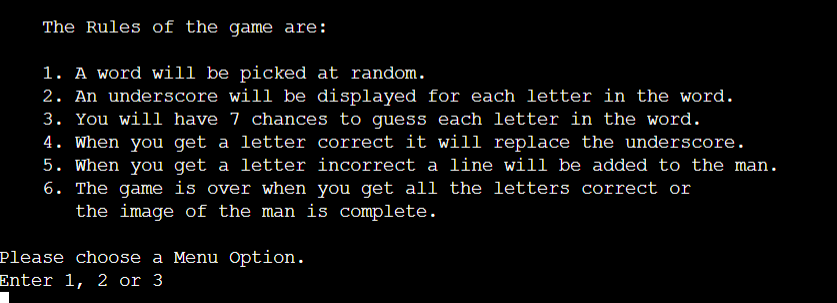 The Rules of the game are:
1. A word will be picked at random.
2. An underscore will be displayed for each letter in the word.
3. You will have 7 chances to guess each letter in the word.
4. When you get a letter correct it will replace the underscore.
5. When you get a letter incorrect a line will be added to the man.
6. The game is over when you get all the letters correct or
the image of the man is complete.
Please choose a Menu Option.
Enter 1, 2 or 3